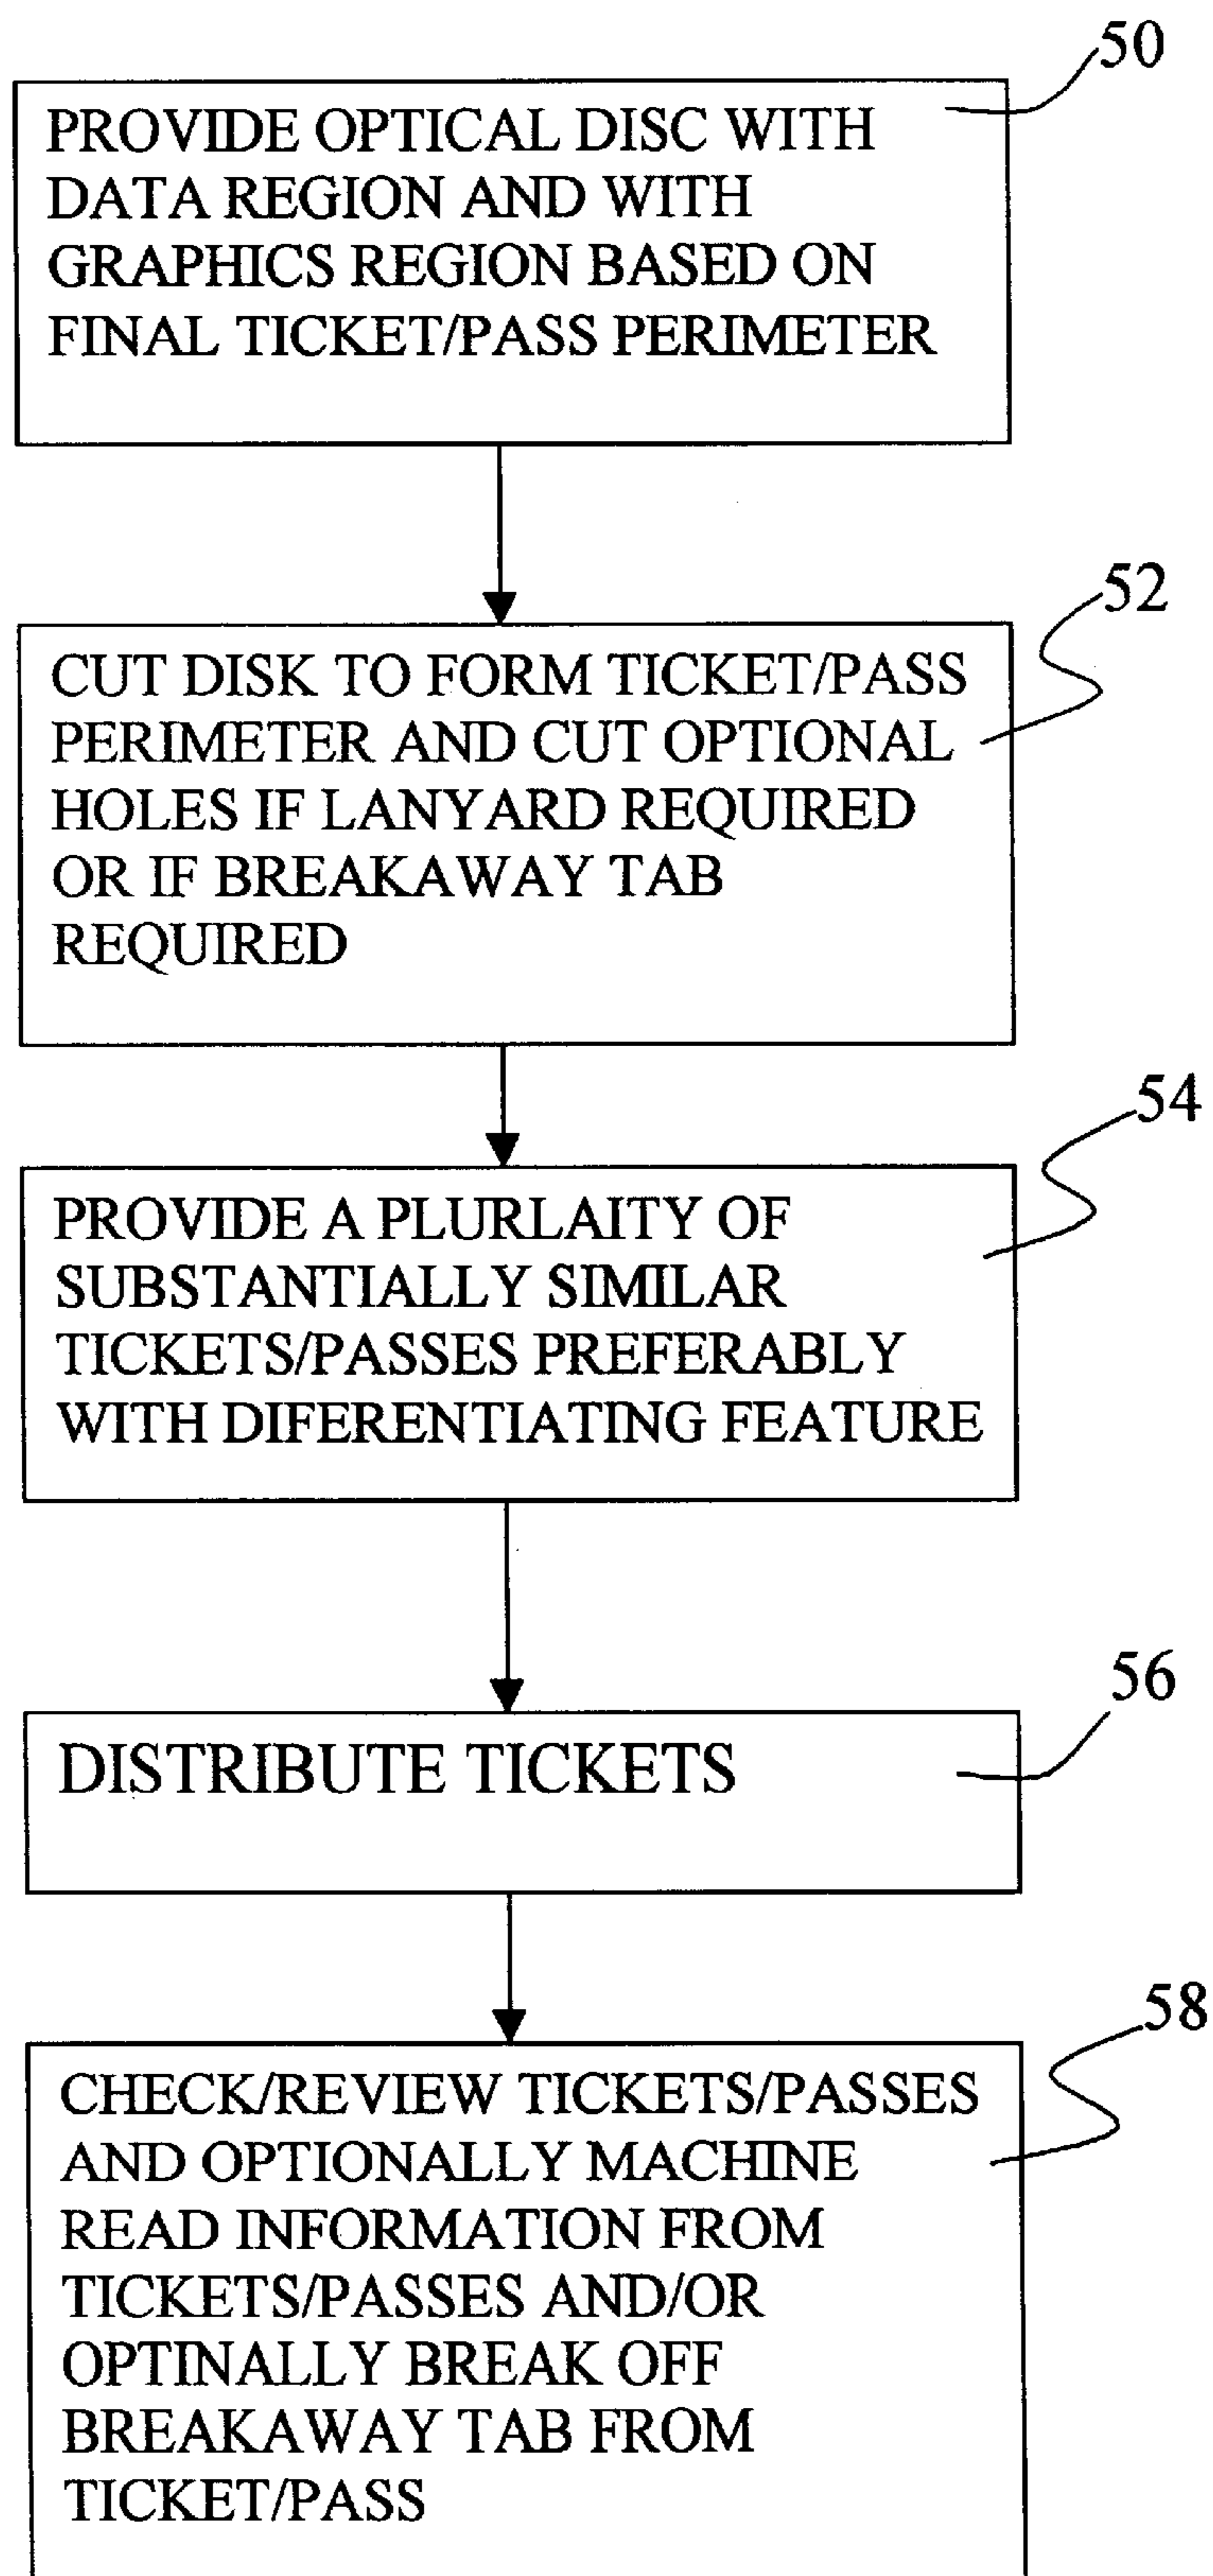 50
PROVIDE OPTICAL DISC WITH
DATA REGION AND WITH
GRAPHICS REGION BASED ON
FINAL TICKET/PASS PERIMETER
52
CUT DISK TO FORM TICKET/PASS
PERIMETER AND CUT OPTIONAL
HOLES IF LANYARD REQUIRED
OR IF BREAKAWAY TAB
REQUIRED
54
PROVIDE A PLURLAITY OF
SUBSTANTIALLY SIMILAR
TICKETS/PASSES PREFERABLY
WITH DIFERENTIATING FEATURE
56
DISTRIBUTE TICKETS
58
CHECK/REVIEW TICKETS/PASSES
AND OPTIONALLY MACHINE
READ INFORMATION FROM
TICKETS/PASSES AND/OR
OPTINALLY BREAK OFF
BREAKAWAY TAB FROM
TICKET/PASS